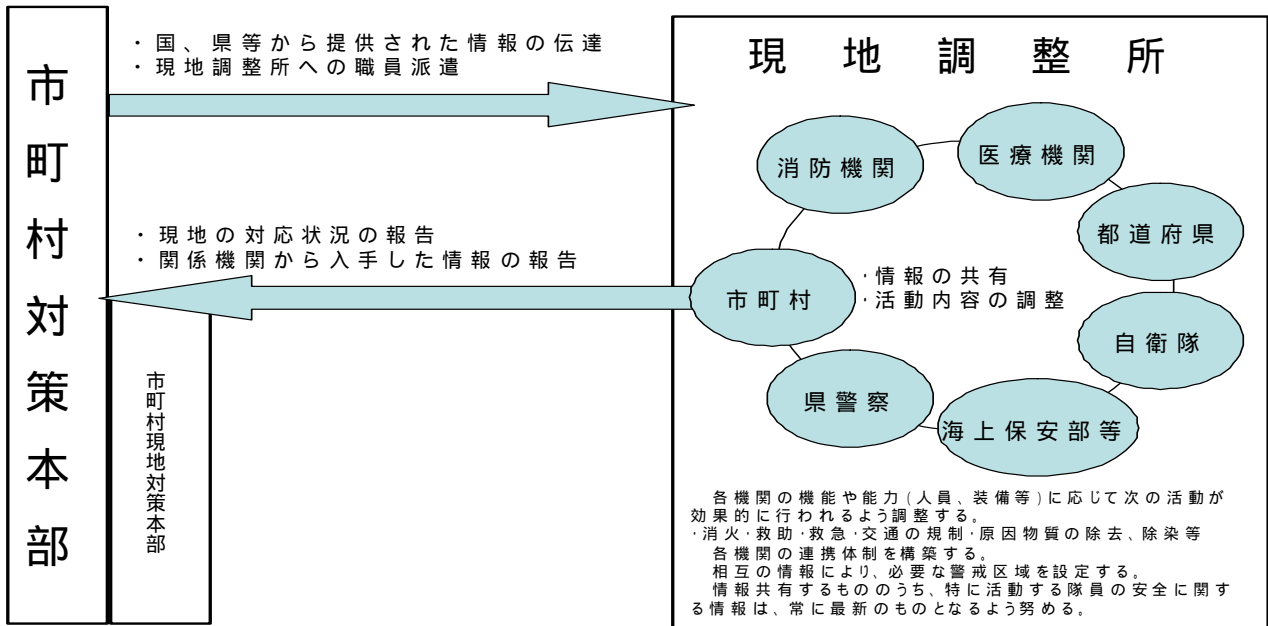 市町村対策本部
・国、県等から提供された情報の伝達
・現地調整所への職員派遣
・現地の対応状況の報告
・関係機関から入手した情報の報告
市町村現地対策本部
現地調整所
消防機関
医療機関
都道府県
自衛隊
海上保安部等
県警察
市町村
・情報の共有
・活動内容の調整
各機関の機能や能力(人員、装備等)に応じて次の活動が
効果的に行われるよう調整する。
・消火・救助・救急・交通の規制・原因物質の除去、除染等
各機関の連携体制を構築する。
相互の情報により、必要な警戒区域を設定する。
情報共有するもののうち、特に活動する隊員の安全に関す
る情報は、常に最新のものとなるよう努める。